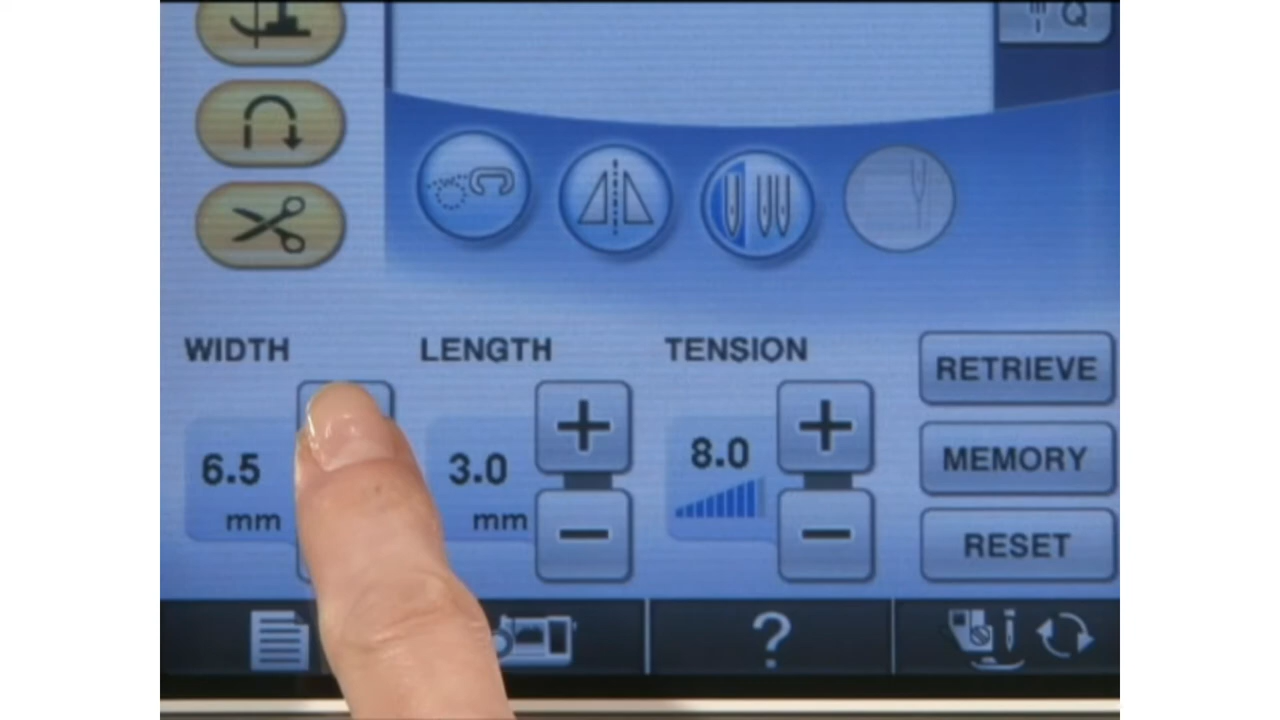 Q
WIDTH LENGTH TENSION
RETRIEVE
6.5 mm
3.0 mm
8.0
MEMORY
RESET
?